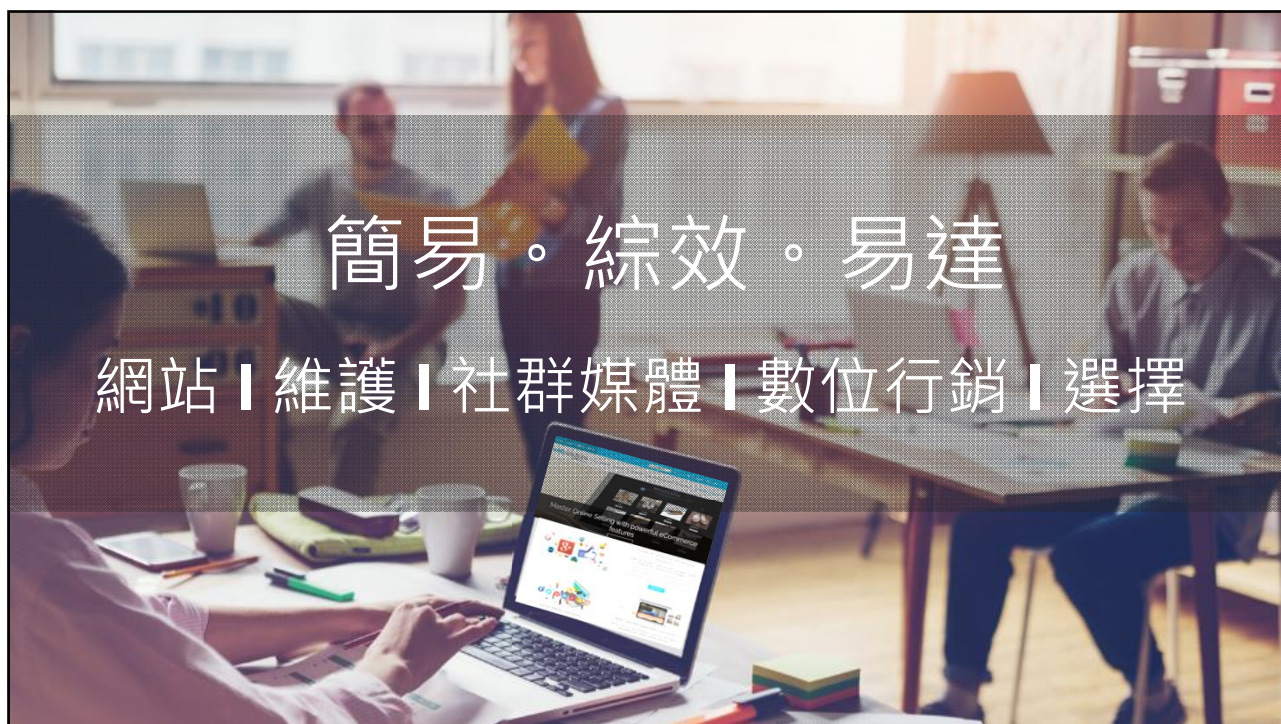 簡易。綜效。易達
網站 | 維護 | 社群媒體 | 數位行銷 | 選擇
Master Online Selling with powerful eCommerce
features